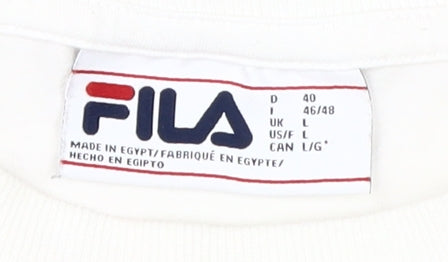 FILA
D 40
I 46/48
UK L
US/F L
CAN L/G*
MADE IN EGYPT/FABRIQUÉ EN EGYPTE/
HECHO EN EGIPTO